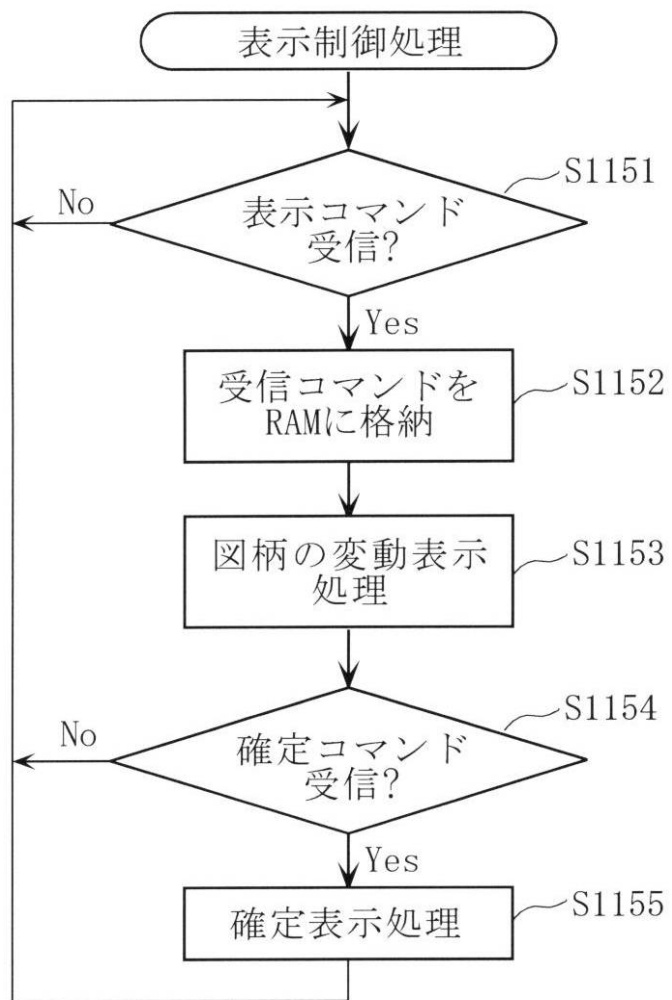 表示制御処理
S1151
No
表示コマンド
受信?
Yes
受信コマンドを
RAMに格納
S1152
図柄の変動表示
処理
S1153
S1154
No
確定コマンド
受信?
Yes
確定表示処理
S1155